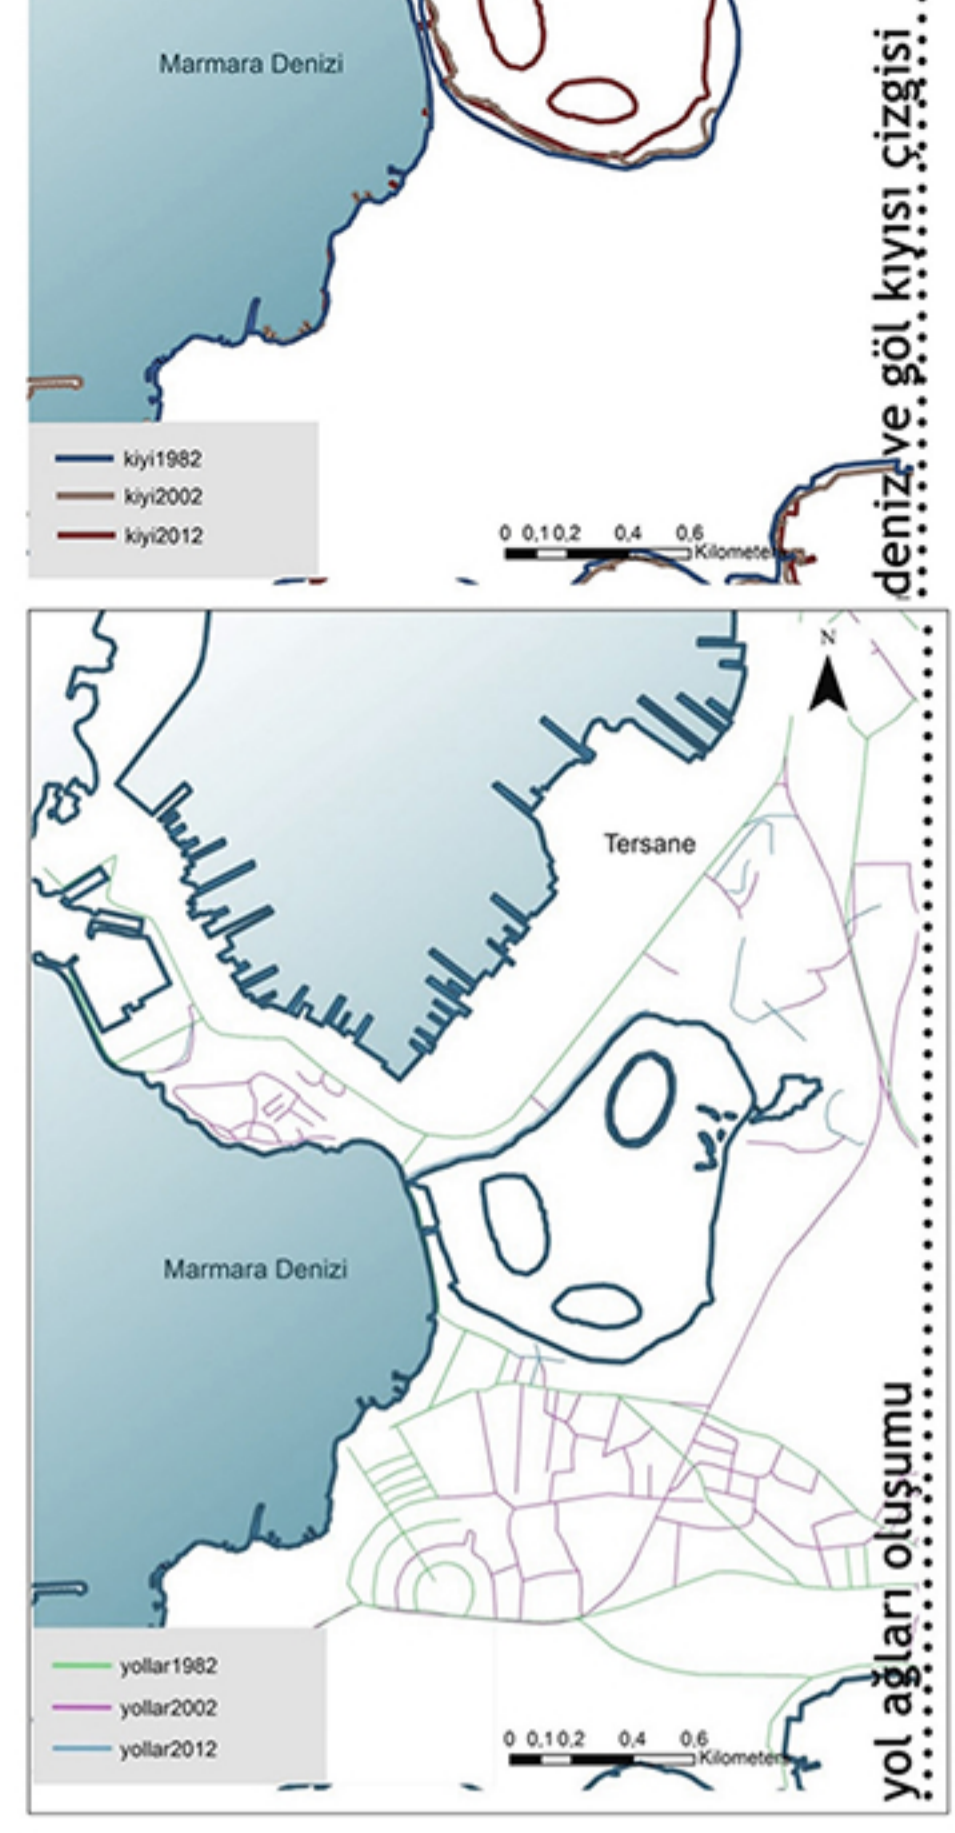 Marmara Denizi
kiyi1982
kiyi2002
kiyi2012
0 0,1 0,2 0,4 0,6
Kilometers
deniz ve göl kıyısı çizgisi
N
Tersane
Marmara Denizi
yollar1982
yollar2002
yollar2012
0 0,1 0,2 0,4 0,6
Kilometers
yol ağları oluşumu